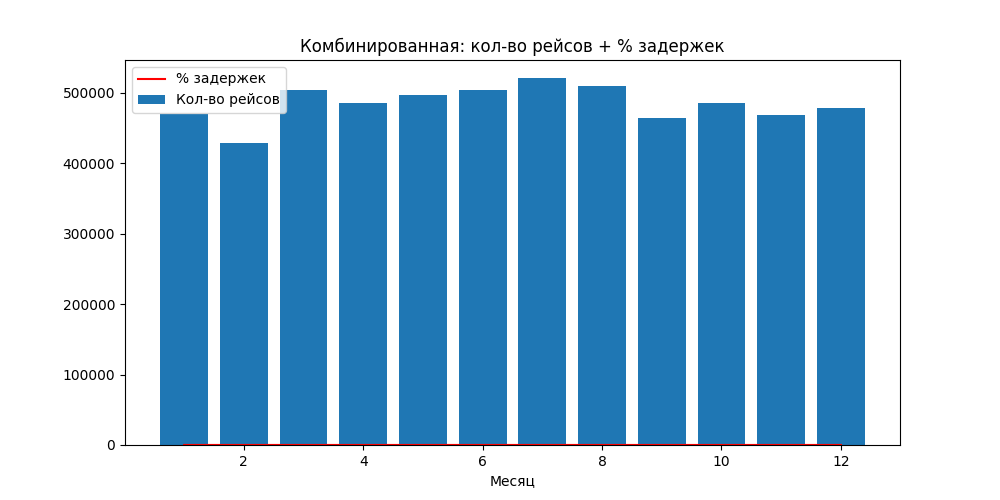 Комбинированная: кол-во рейсов + % задержек
% задержек
Кол-во рейсов
500000
400000
300000
200000
100000
0
2 4 6 8 10 12
Месяц